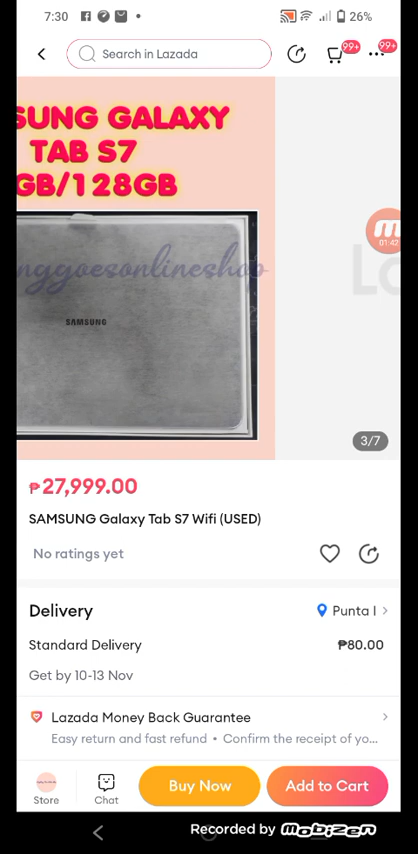 7:30
26%
Search in Lazada
99+
99+
SUNG GALAXY
TAB S7
GB/128GB
01:42
nggoesonlineshop
SAMSUNG
3/7
₱27,999.00
SAMSUNG Galaxy Tab S7 Wifi (USED)
No ratings yet
Delivery
Punta I
Standard Delivery
₱80.00
Get by 10-13 Nov
Lazada Money Back Guarantee
Easy return and fast refund • Confirm the receipt of yo...
Store
Chat
Buy Now
Add to Cart
Recorded by mobizen